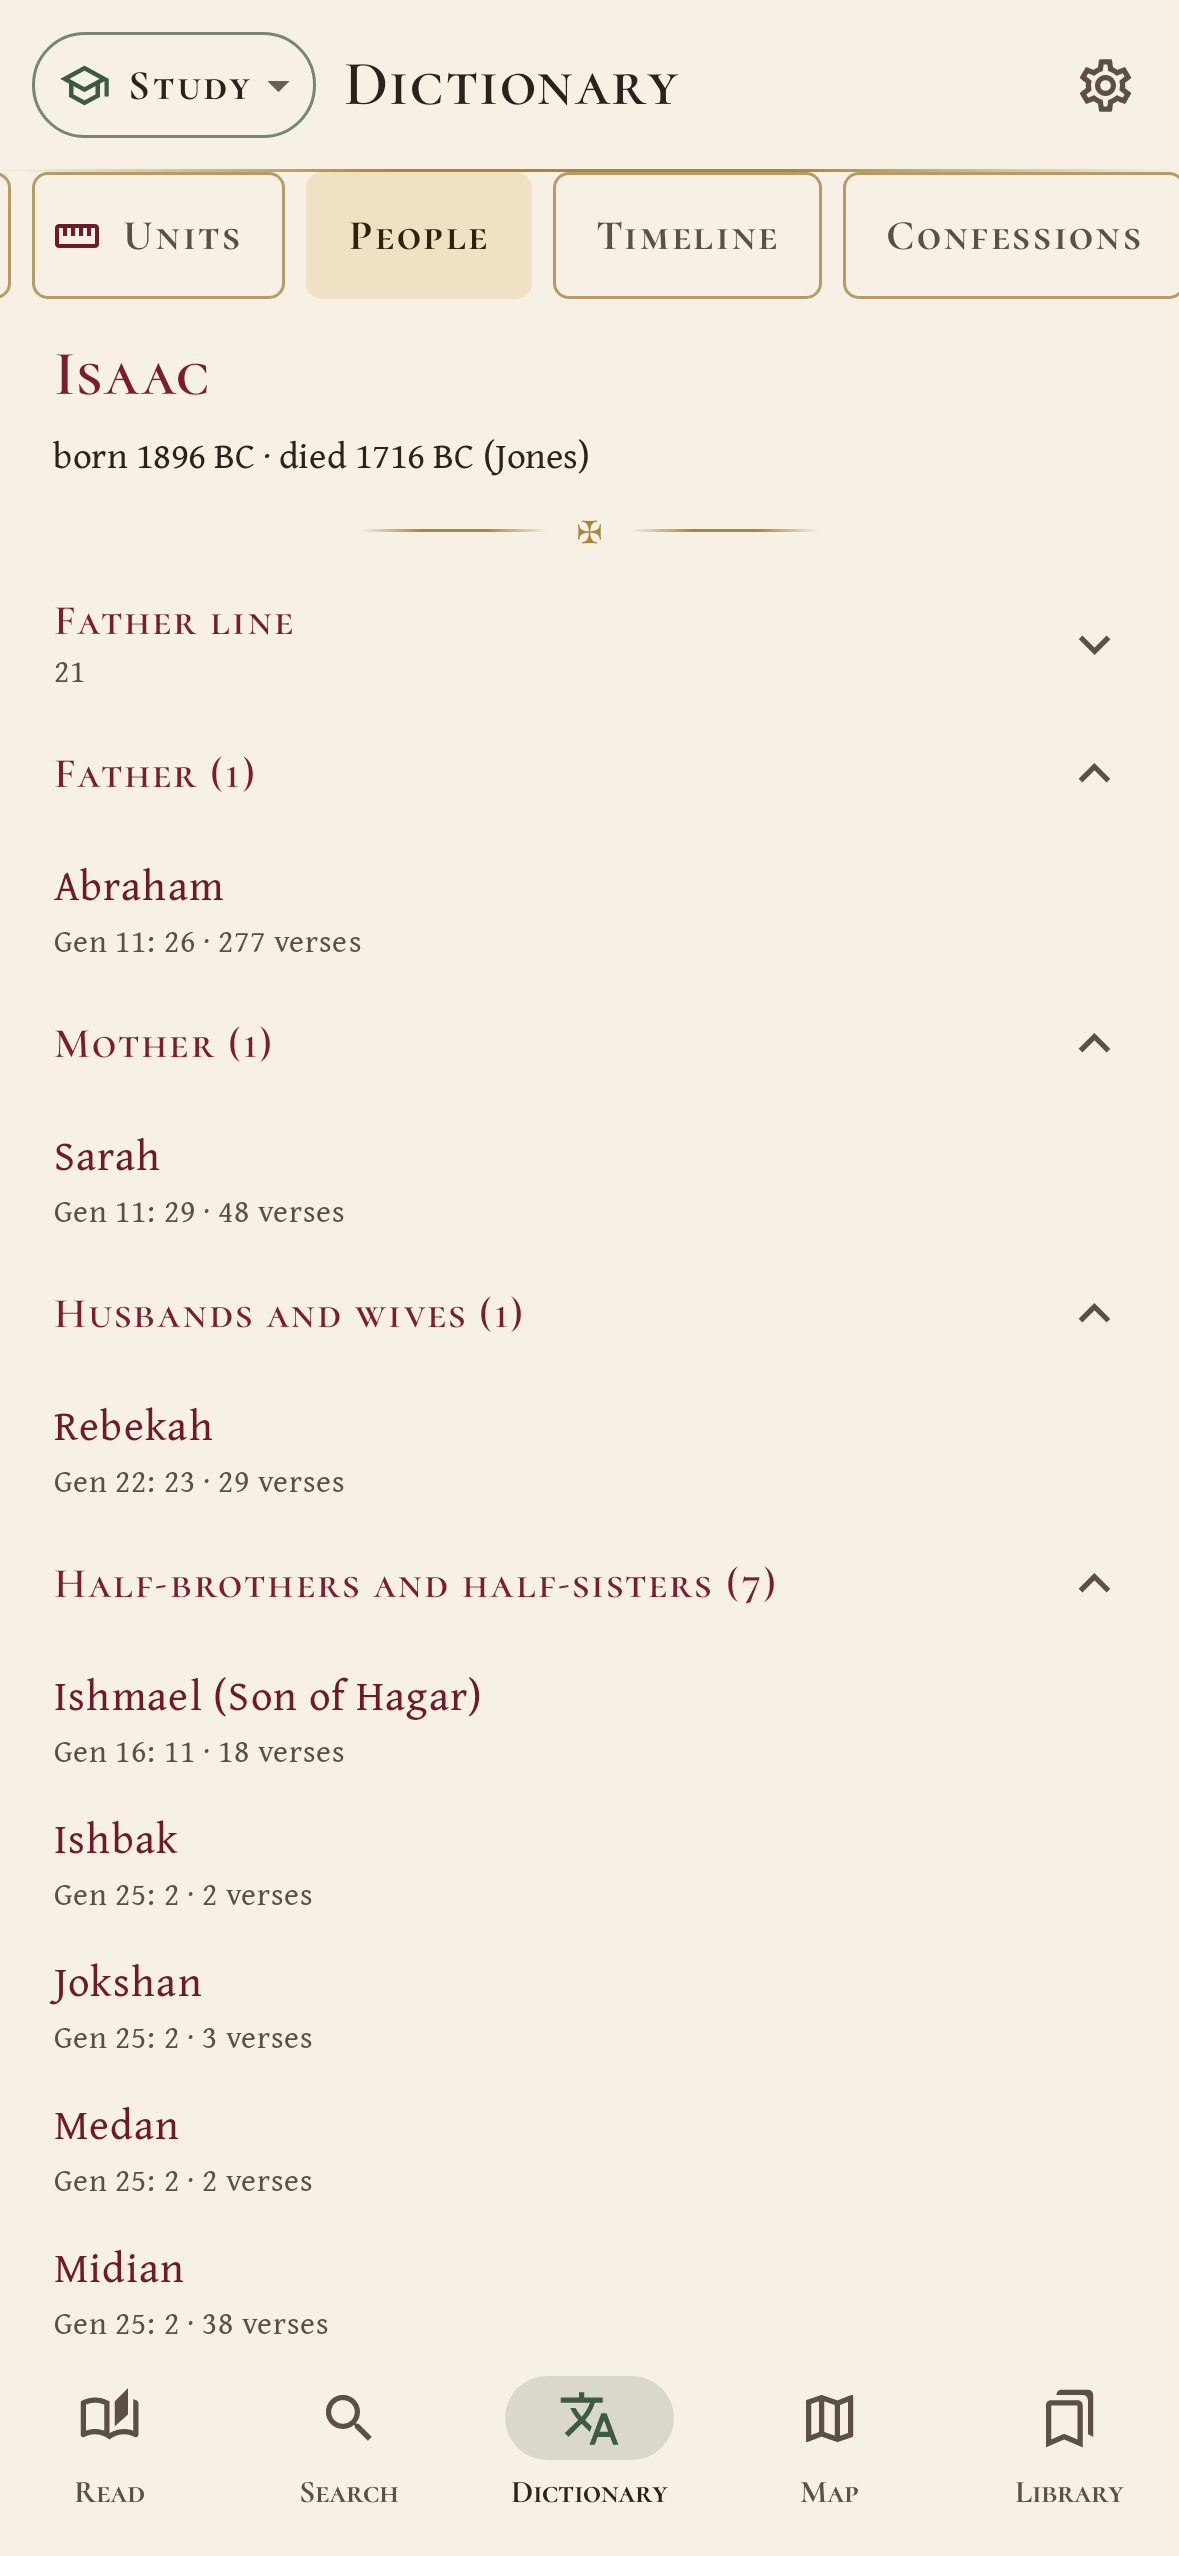 Study
Dictionary
Units
People
Timeline
Confessions
Isaac
born 1896 BC · died 1716 BC (Jones)
Father line
21
Father (1)
Abraham
Gen 11: 26 · 277 verses
Mother (1)
Sarah
Gen 11: 29 · 48 verses
Husbands and wives (1)
Rebekah
Gen 22: 23 · 29 verses
Half-brothers and half-sisters (7)
Ishmael (Son of Hagar)
Gen 16: 11 · 18 verses
Ishbak
Gen 25: 2 · 2 verses
Jokshan
Gen 25: 2 · 3 verses
Medan
Gen 25: 2 · 2 verses
Midian
Gen 25: 2 · 38 verses
Read
Search
Dictionary
Map
Library